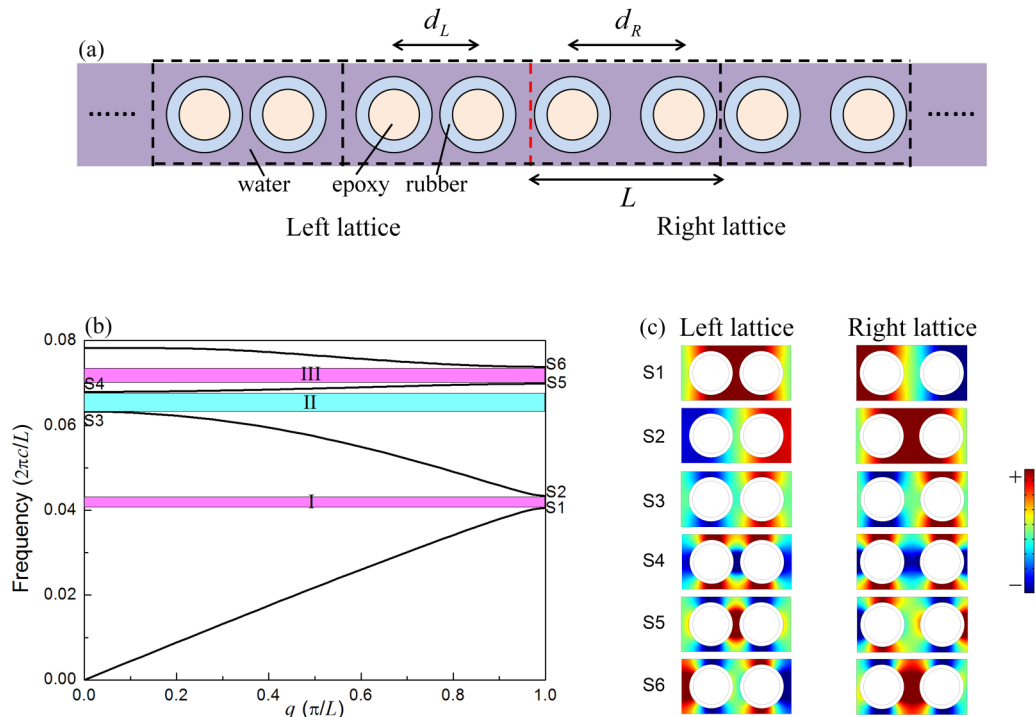 (a)
d_L
d_R
......
......
water
epoxy
rubber
L
Left lattice
Right lattice
(b)
Frequency (2πc/L)
0.08
0.06
0.04
0.02
0.00
S4
S3
III
II
I
S6
S5
S2
S1
0.0
0.2
0.4
0.6
0.8
1.0
q (π/L)
(c)
Left lattice
Right lattice
S1
S2
S3
S4
S5
S6
+
−